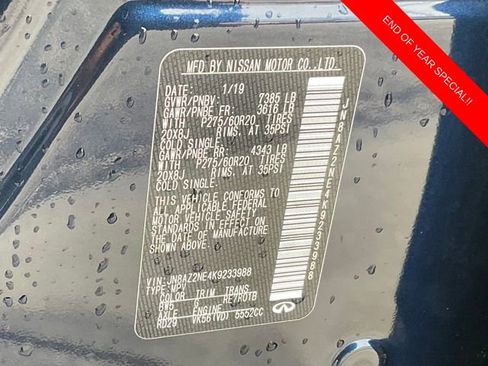 END OF YEAR SPECIAL!!
MFD BY NISSAN MOTOR CO.,LTD.
DATE: 1/19
GVWR/PNBV: 7385 LB
GAWR/PNBE FR: 3616 LB
WITH P275/60R20 TIRES
20X8J RIMS, AT 35PSI
COLD SINGLE.
GAWR/PNBE RR: 4343 LB
WITH P275/60R20 TIRES
20X8J RIMS, AT 35PSI
COLD SINGLE.
THIS VEHICLE CONFORMS TO
ALL APPLICABLE FEDERAL
MOTOR VEHICLE SAFETY
STANDARDS IN EFFECT ON
THE DATE OF MANUFACTURE
SHOWN ABOVE.
VIN:JN8AZ2NE4K9233988
TYPE:MPV
COLOR TRIM TRANS
AXLE ENGINE
RD29 VK56(VD) 5552CC
INFINITI
JN8AZ2NE4K9233988